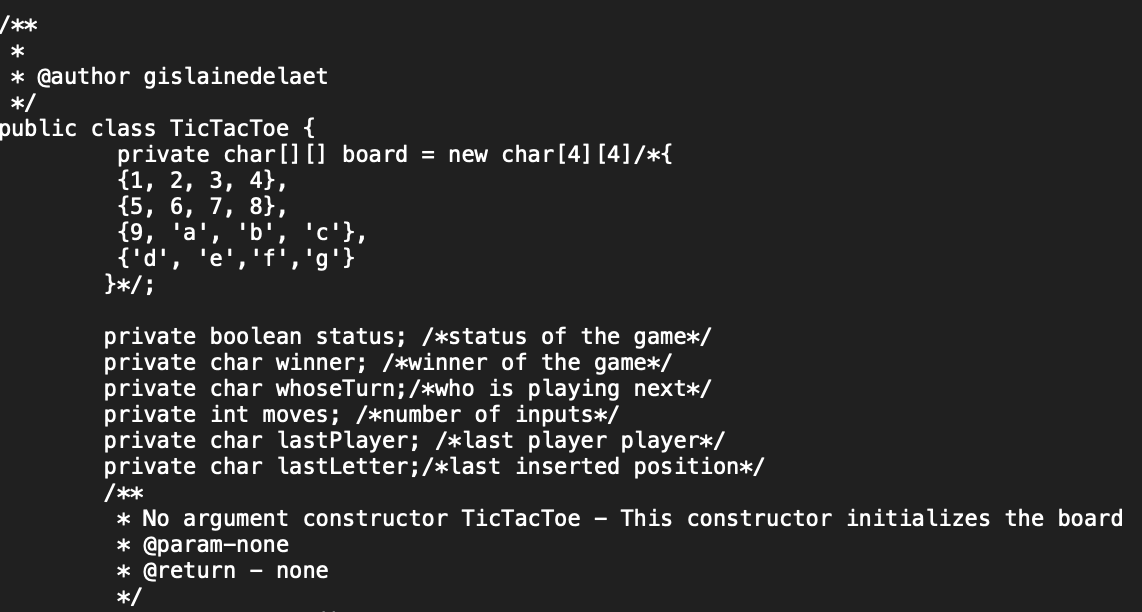 /**
 *
 * @author gislainedelaet
 */
public class TicTacToe {
         private char[][] board = new char[4][4]/*{
         {1, 2, 3, 4},
         {5, 6, 7, 8},
         {9, 'a', 'b', 'c'},
         {'d', 'e','f','g'}
        }*/;

        private boolean status; /*status of the game*/
        private char winner; /*winner of the game*/
        private char whoseTurn;/*who is playing next*/
        private int moves; /*number of inputs*/
        private char lastPlayer; /*last player player*/
        private char lastLetter;/*last inserted position*/
        /**
         * No argument constructor TicTacToe - This constructor initializes the board
         * @param-none
         * @return - none
         */